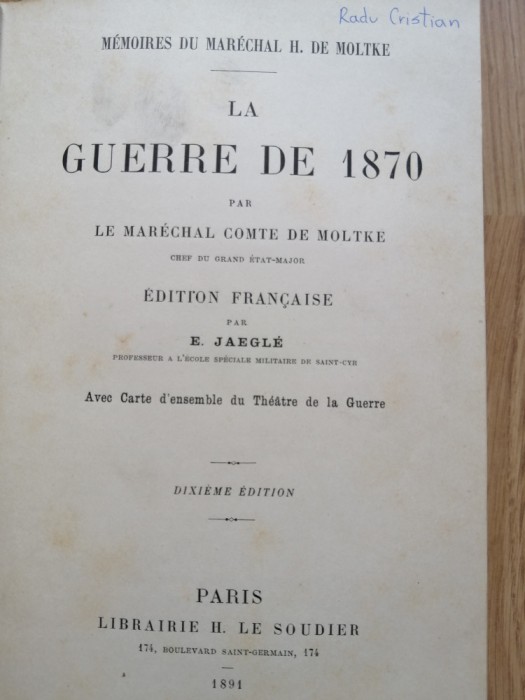 Radu Cristian
MÉMOIRES DU MARÉCHAL H. DE MOLTKE
LA
GUERRE DE 1870
PAR
LE MARÉCHAL COMTE DE MOLTKE
CHEF DU GRAND ÉTAT-MAJOR
ÉDITION FRANÇAISE
PAR
E. JAEGLÉ
PROFESSEUR A L'ÉCOLE SPÉCIALE MILITAIRE DE SAINT-CYR
Avec Carte d'ensemble du Théâtre de la Guerre
DIXIÈME ÉDITION
PARIS
LIBRAIRIE H. LE SOUDIER
174, BOULEVARD SAINT-GERMAIN, 174
1891